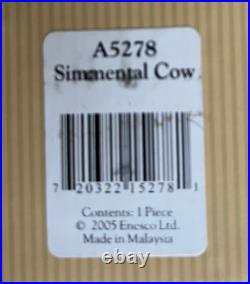 A5278
Simmental Cow
7 20322 15278 1
Contents: 1 Piece
© 2005 Enesco Ltd.
Made in Malaysia